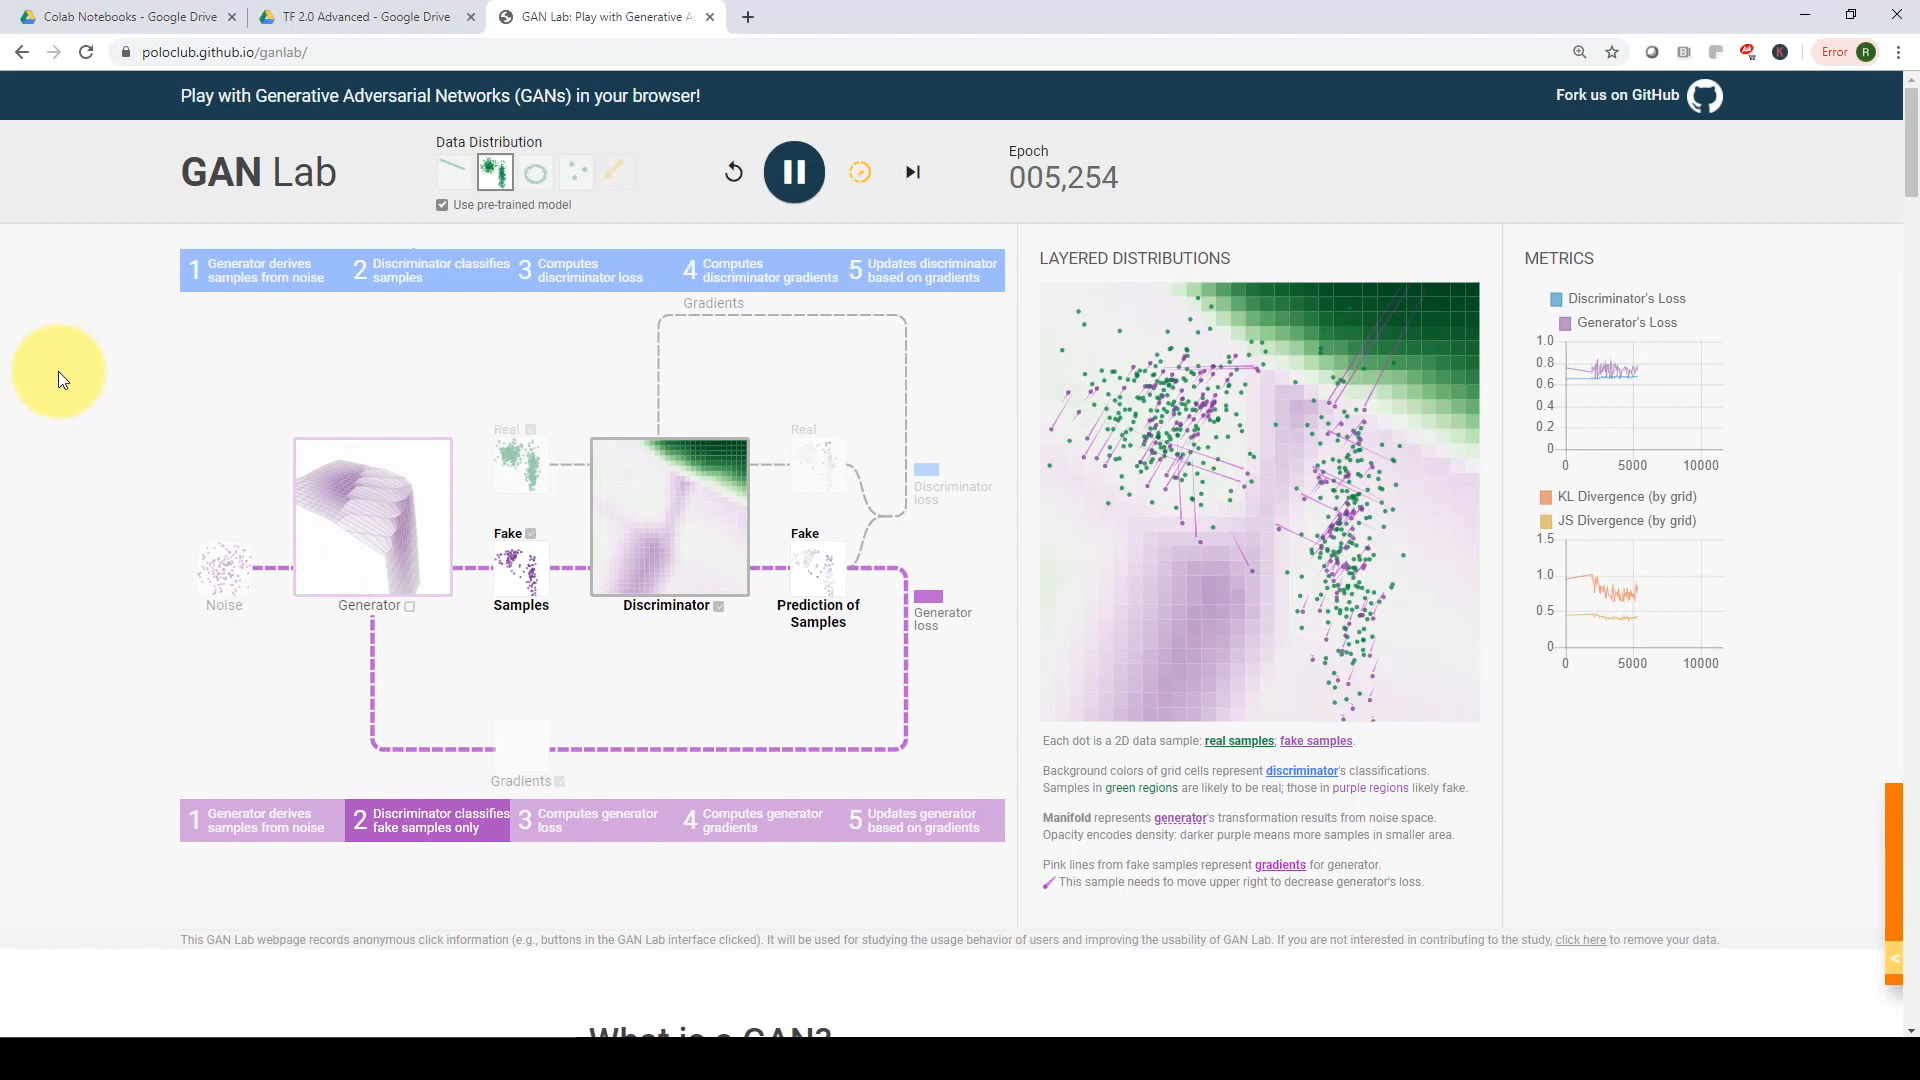 Colab Notebooks - Google Drive
TF 2.0 Advanced - Google Drive
GAN Lab: Play with Generative A
poloclub.github.io/ganlab/
Error
R
Play with Generative Adversarial Networks (GANs) in your browser!
Fork us on GitHub
GAN Lab
Data Distribution
Use pre-trained model
Epoch
005,254
1 Generator derives samples from noise
2 Discriminator classifies samples
3 Computes discriminator loss
4 Computes discriminator gradients
5 Updates discriminator based on gradients
Gradients
Real
Real
Discriminator
loss
Fake
Fake
Noise
Generator
Samples
Discriminator
Prediction of
Samples
Generator
loss
Gradients
1 Generator derives samples from noise
2 Discriminator classifies fake samples only
3 Computes generator loss
4 Computes generator gradients
5 Updates generator based on gradients
LAYERED DISTRIBUTIONS
Each dot is a 2D data sample: real samples; fake samples.
Background colors of grid cells represent discriminator's classifications.
Samples in green regions are likely to be real; those in purple regions likely fake.
Manifold represents generator's transformation results from noise space.
Opacity encodes density: darker purple means more samples in smaller area.
Pink lines from fake samples represent gradients for generator.
This sample needs to move upper right to decrease generator's loss.
METRICS
Discriminator's Loss
Generator's Loss
1.0
0.8
0.6
0.4
0.2
0
0 5000 10000
KL Divergence (by grid)
JS Divergence (by grid)
1.5
1.0
0.5
0
0 5000 10000
<
This GAN Lab webpage records anonymous click information (e.g., buttons in the GAN Lab interface clicked). It will be used for studying the usage behavior of users and improving the usability of GAN Lab. If you are not interested in contributing to the study, click here to remove your data.
What is a GAN?